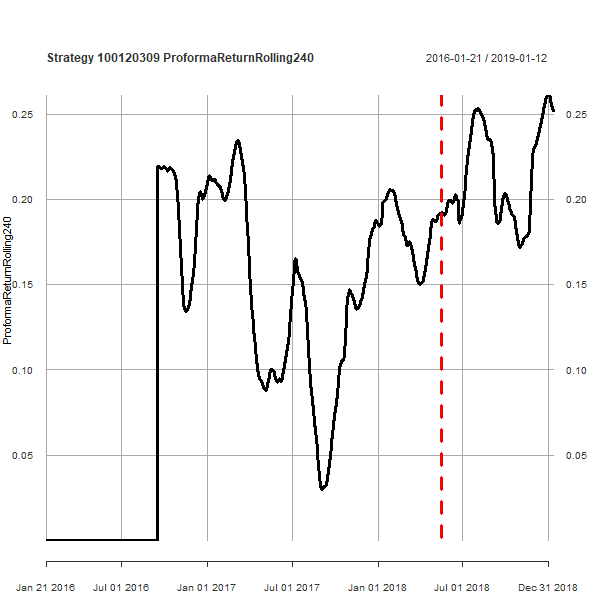 Strategy 100120309 ProformaReturnRolling240
2016-01-21 / 2019-01-12
ProformaReturnRolling240
0.25
0.20
0.15
0.10
0.05
0.25
0.20
0.15
0.10
0.05
Jan 21 2016
Jul 01 2016
Jan 01 2017
Jul 01 2017
Jan 01 2018
Jul 01 2018
Dec 31 2018